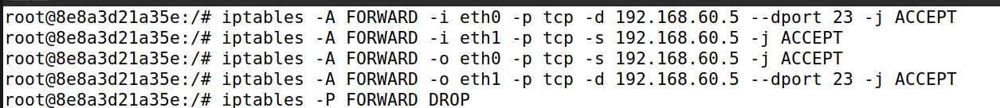 root@8e8a3d21a35e:/# iptables -A FORWARD -i eth0 -p tcp -d 192.168.60.5 --dport 23 -j ACCEPT
root@8e8a3d21a35e:/# iptables -A FORWARD -i eth1 -p tcp -s 192.168.60.5 -j ACCEPT
root@8e8a3d21a35e:/# iptables -A FORWARD -o eth0 -p tcp -s 192.168.60.5 -j ACCEPT
root@8e8a3d21a35e:/# iptables -A FORWARD -o eth1 -p tcp -d 192.168.60.5 --dport 23 -j ACCEPT
root@8e8a3d21a35e:/# iptables -P FORWARD DROP